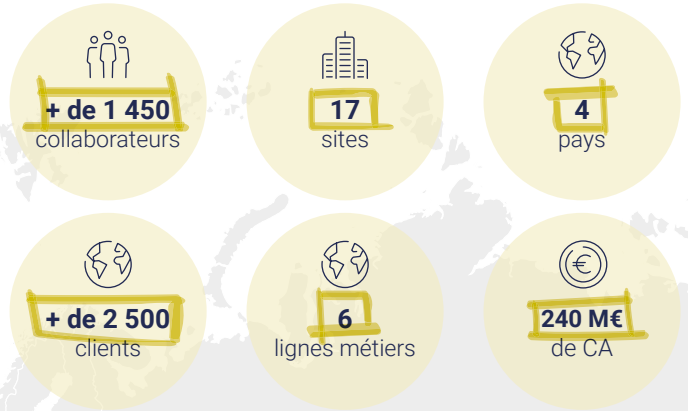 + de 1 450
collaborateurs
17
sites
4
pays
+ de 2 500
clients
6
lignes métiers
240 M€
de CA